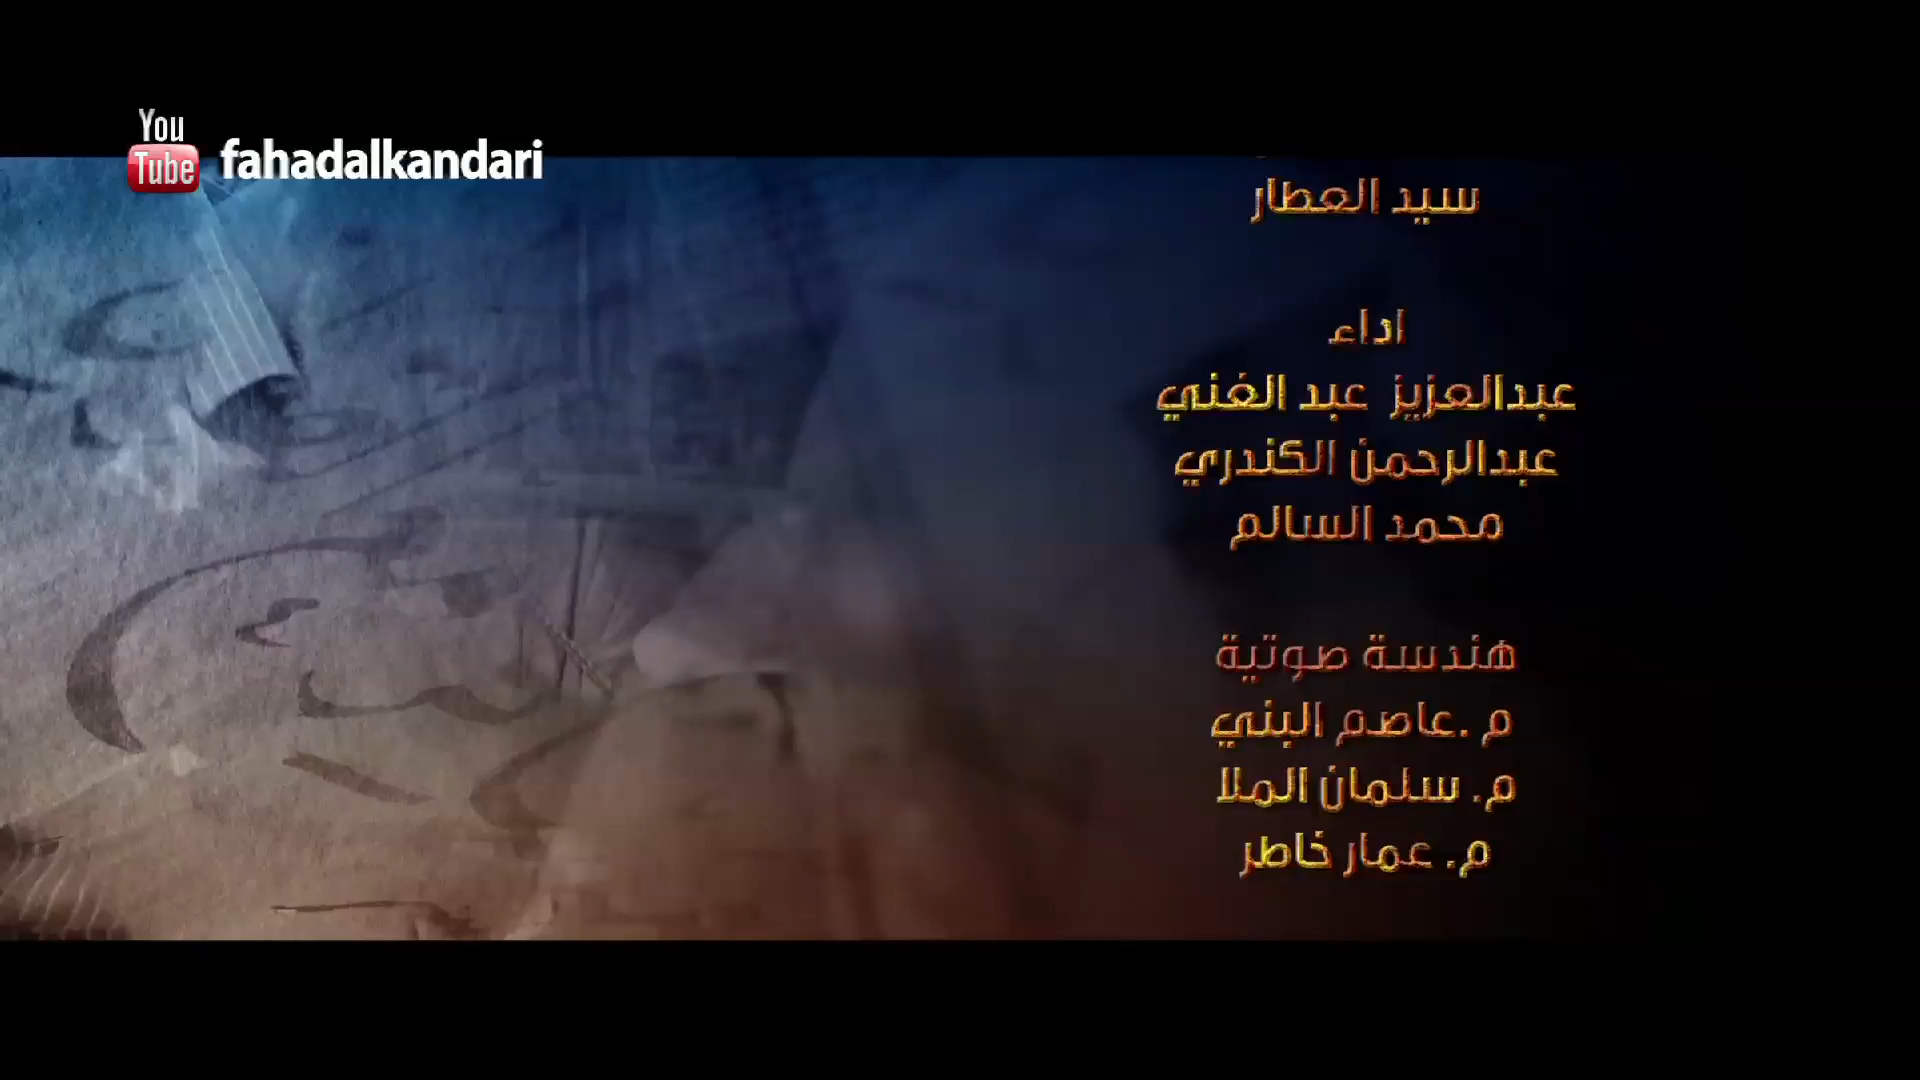 You
Tube fahadalkandari
سيد العطار
اداء
عبدالعزيز عبد الغني
عبدالرحمن الكندري
محمد السالم
هندسة صوتية
م .عاصم البني
م. سلمان الملا
م. عمار خاطر